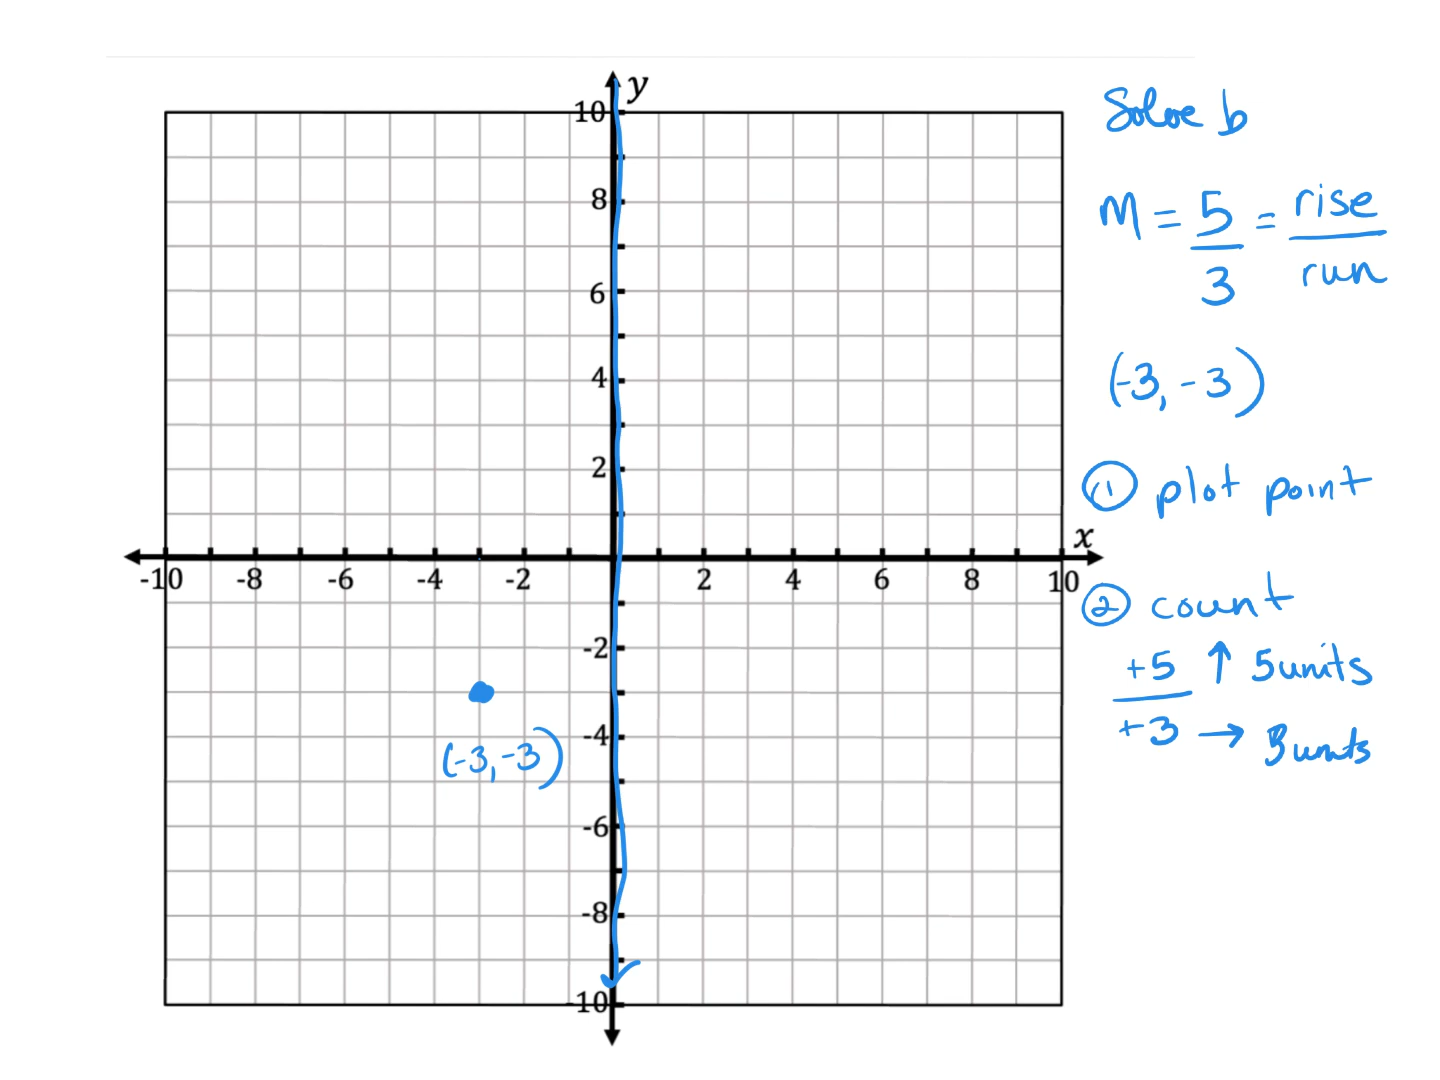 y
10
8
6
4
2
x
-10 -8 -6 -4 -2 2 4 6 8 10
-2
-4
-6
-8
-10
(-3,-3)
Solve b
M = 5/3 = rise/run
(-3, -3)
① plot point
② count
+5 ↑ 5units
+3 → 3units